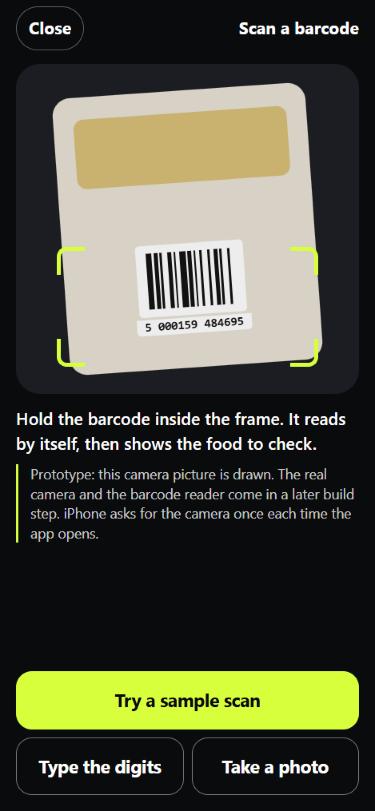 Close
Scan a barcode
5 000159 484695
Hold the barcode inside the frame. It reads
by itself, then shows the food to check.
Prototype: this camera picture is drawn. The real
camera and the barcode reader come in a later build
step. iPhone asks for the camera once each time the
app opens.
Try a sample scan
Type the digits
Take a photo